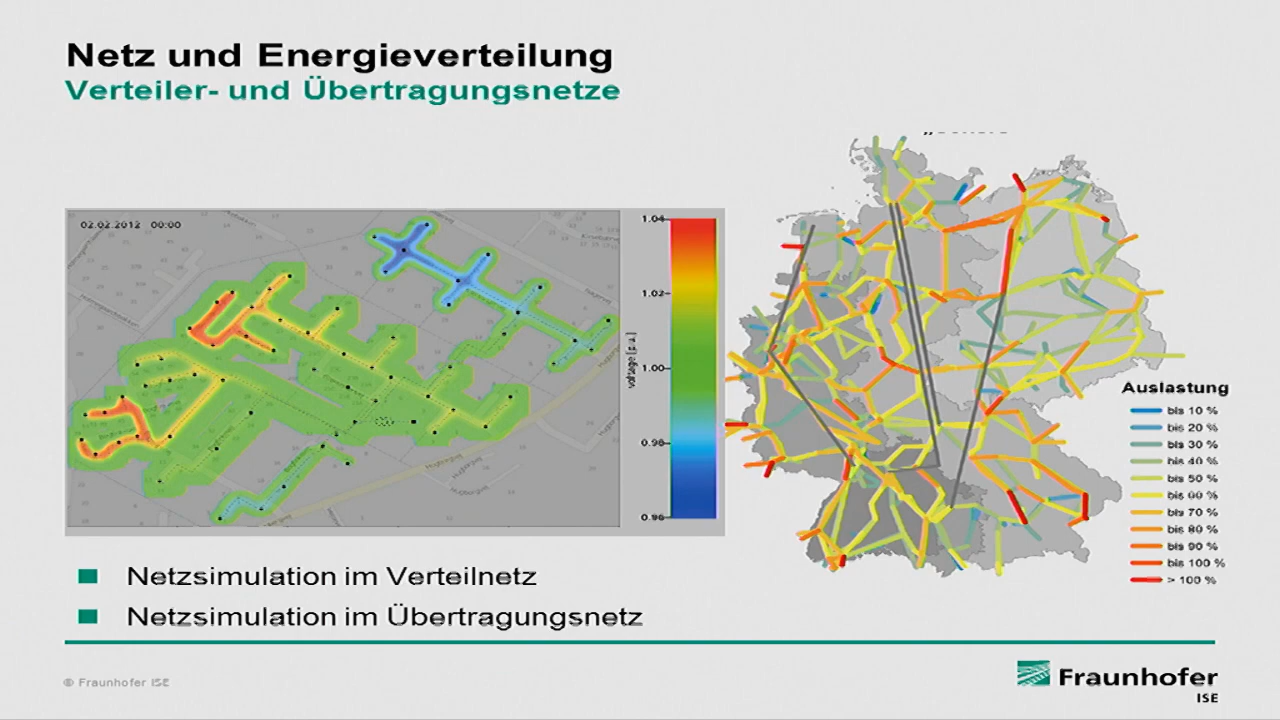 Netz und Energieverteilung
Verteiler- und Übertragungsnetze
02.02.2012 00:00
1.04
1.02
1.00
0.98
0.96
voltage [p.u.]
Auslastung
bis 10 %
bis 20 %
bis 30 %
bis 40 %
bis 50 %
bis 60 %
bis 70 %
bis 80 %
bis 90 %
bis 100 %
> 100 %
Netzsimulation im Verteilnetz
Netzsimulation im Übertragungsnetz
© Fraunhofer ISE
Fraunhofer
ISE